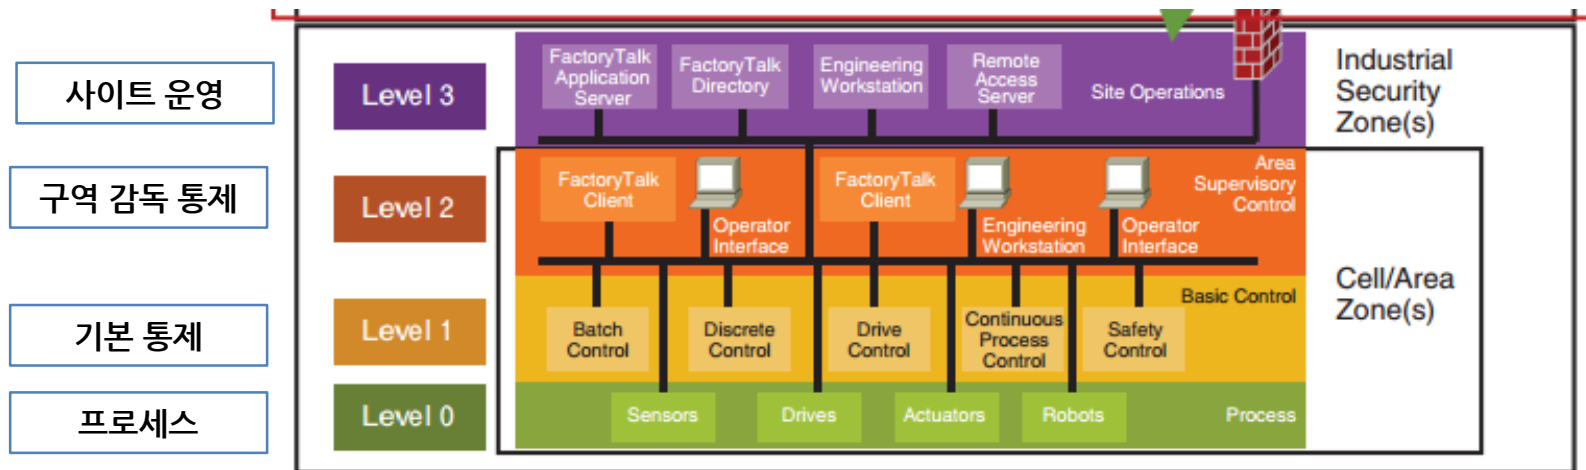 사이트 운영
Level 3
FactoryTalk
Application
Server
FactoryTalk
Directory
Engineering
Workstation
Remote
Access
Server
Site Operations
Industrial
Security
Zone(s)
구역 감독 통제
Level 2
FactoryTalk
Client
Operator
Interface
FactoryTalk
Client
Engineering
Workstation
Operator
Interface
Area
Supervisory
Control
기본 통제
Level 1
Batch
Control
Discrete
Control
Drive
Control
Continuous
Process
Control
Safety
Control
Basic Control
Cell/Area
Zone(s)
프로세스
Level 0
Sensors
Drives
Actuators
Robots
Process